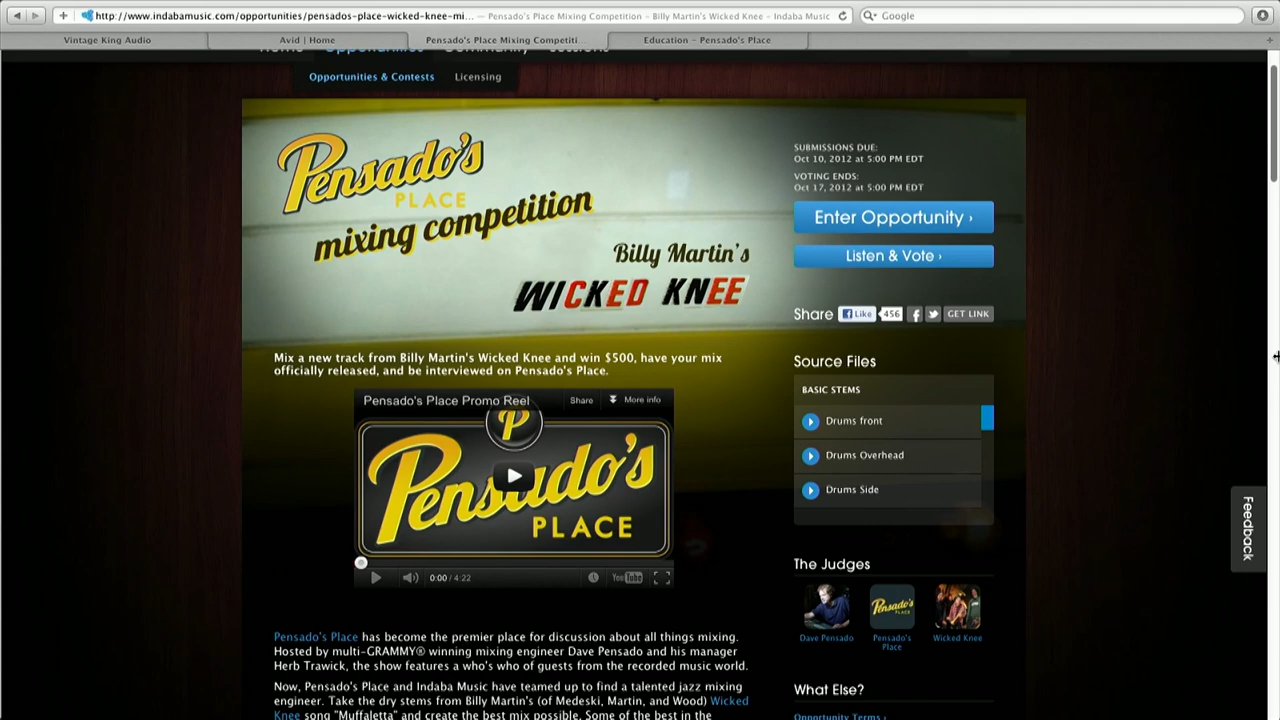 http://www.indabamusic.com/opportunities/pensados-place-wicked-knee-mi... — Pensado's Place Mixing Competition – Billy Martin's Wicked Knee – Indaba Music
Google
Vintage King Audio
Avid | Home
Pensado's Place Mixing Competiti...
Education – Pensado's Place
Home
Opportunities
Community
Sessions
Opportunities & Contests
Licensing
Pensado's
PLACE
mixing competition
Billy Martin's
WICKED KNEE
SUBMISSIONS DUE:
Oct 10, 2012 at 5:00 PM EDT
VOTING ENDS:
Oct 17, 2012 at 5:00 PM EDT
Enter Opportunity ›
Listen & Vote ›
Share
Like
456
GET LINK
Mix a new track from Billy Martin's Wicked Knee and win $500, have your mix
officially released, and be interviewed on Pensado's Place.
Pensado's Place Promo Reel
Share
More info
P
Pensado's
PLACE
0:00 / 4:22
YouTube
Source Files
BASIC STEMS
Drums front
Drums Overhead
Drums Side
Feedback
The Judges
Dave Pensado
Pensado's
PLACE
Pensado's
Place
Wicked Knee
Pensado's Place has become the premier place for discussion about all things mixing.
Hosted by multi-GRAMMY® winning mixing engineer Dave Pensado and his manager
Herb Trawick, the show features a who's who of guests from the recorded music world.
Now, Pensado's Place and Indaba Music have teamed up to find a talented jazz mixing
engineer. Take the dry stems from Billy Martin's (of Medeski, Martin, and Wood) Wicked
Knee song "Muffaletta" and create the best mix possible. Some of the best in the
What Else?
Opportunity Terms ›